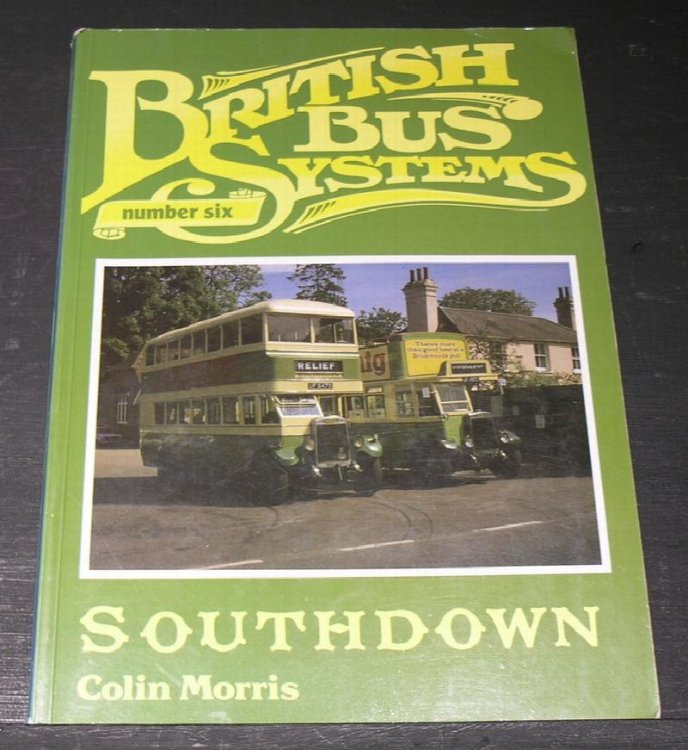 BRITISH
BUS
SYSTEMS
number six
There's more
than good beer at a
Brickwoods pub
RELIEF
SOUTHDOWN
Colin Morris